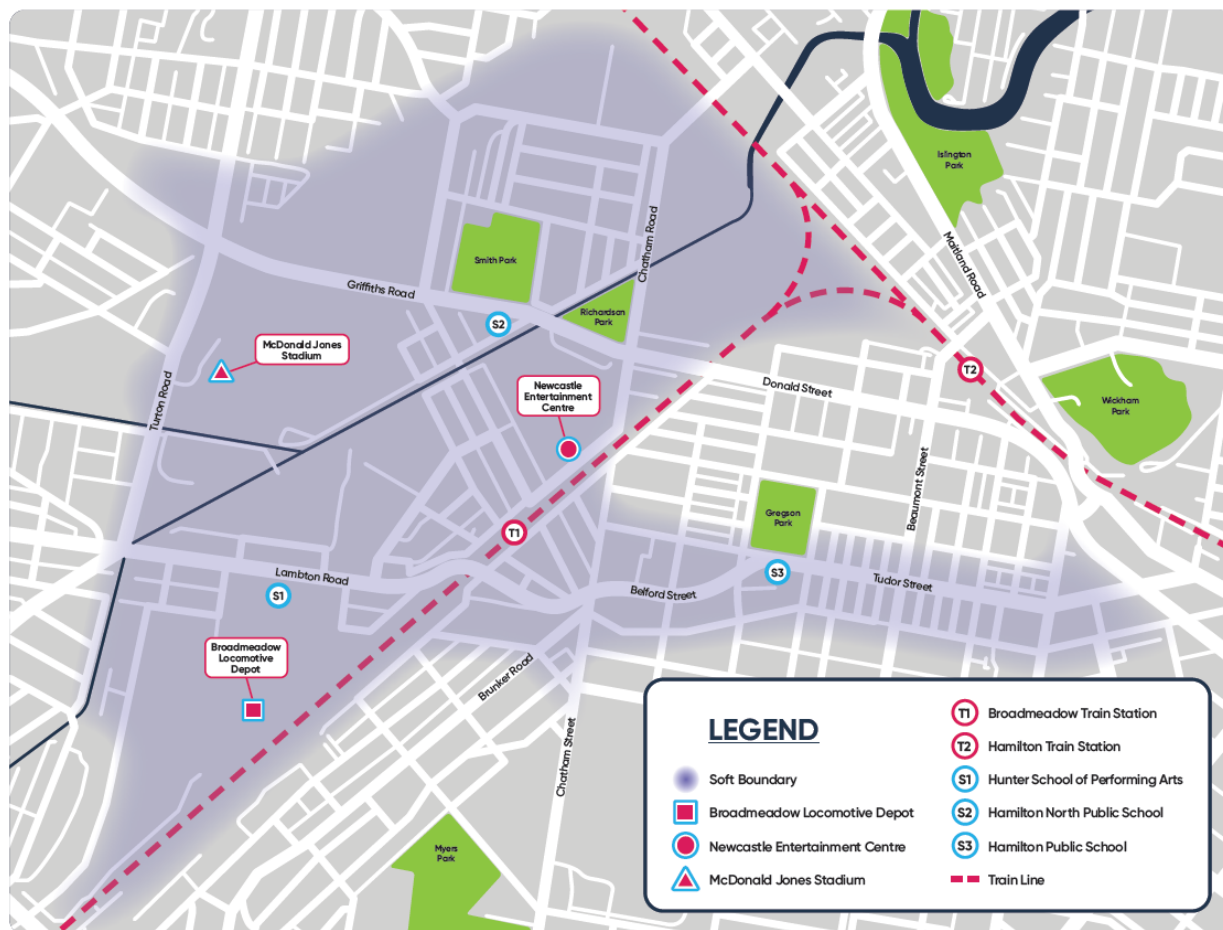 Islington
Park
Chatham Road
Maitland Road
Smith Park
Griffiths Road
Richardson
Park
S2
McDonald Jones
Stadium
T2
Newcastle
Entertainment
Centre
Donald Street
Wickham
Park
Turton Road
Beaumont Street
Gregson
Park
T1
S3
Lambton Road
Tudor Street
S1
Belford Street
Broadmeadow
Locomotive
Depot
Brunker Road
Chatham Street
Myers
Park
LEGEND
Soft Boundary
Broadmeadow Locomotive Depot
Newcastle Entertainment Centre
McDonald Jones Stadium
T1 Broadmeadow Train Station
T2 Hamilton Train Station
S1 Hunter School of Performing Arts
S2 Hamilton North Public School
S3 Hamilton Public School
Train Line